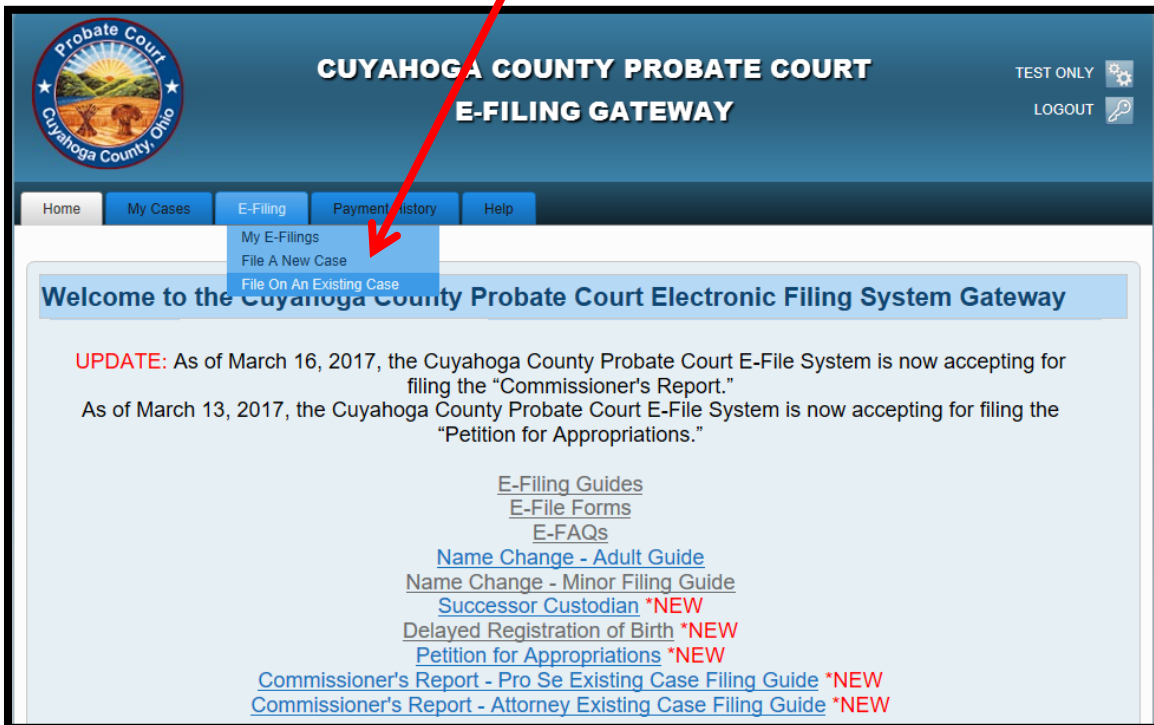 Probate Court
Cuyahoga County, Ohio
CUYAHOGA COUNTY PROBATE COURT
E-FILING GATEWAY
TEST ONLY
LOGOUT
Home
My Cases
E-Filing
Payment History
Help
My E-Filings
File A New Case
File On An Existing Case
Welcome to the Cuyahoga County Probate Court Electronic Filing System Gateway
UPDATE: As of March 16, 2017, the Cuyahoga County Probate Court E-File System is now accepting for
filing the “Commissioner's Report.”
As of March 13, 2017, the Cuyahoga County Probate Court E-File System is now accepting for filing the
“Petition for Appropriations.”
E-Filing Guides
E-File Forms
E-FAQs
Name Change - Adult Guide
Name Change - Minor Filing Guide
Successor Custodian *NEW
Delayed Registration of Birth *NEW
Petition for Appropriations *NEW
Commissioner's Report - Pro Se Existing Case Filing Guide *NEW
Commissioner's Report - Attorney Existing Case Filing Guide *NEW